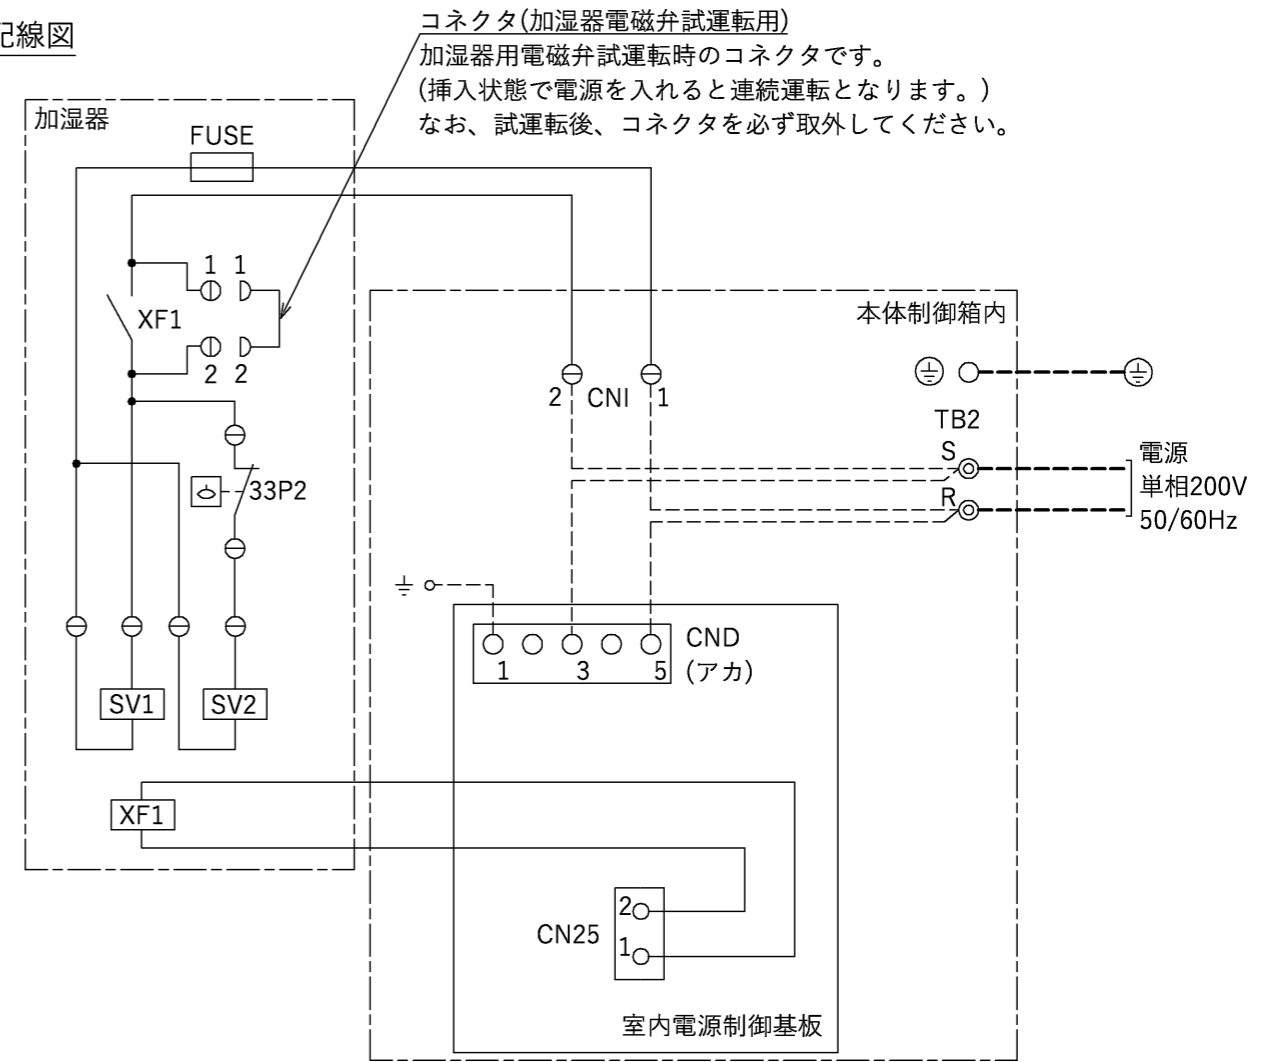 配線図
コネクタ(加湿器電磁弁試運転用)
加湿器用電磁弁試運転時のコネクタです。
(挿入状態で電源を入れると連続運転となります。)
なお、試運転後、コネクタを必ず取外してください。
加湿器
FUSE
1 1
XF1
2 2
本体制御箱内
2 CNI 1
TB2
S
R
電源
単相200V
50/60Hz
33P2
CND
(アカ)
1 3 5
SV1 SV2
XF1
CN25
2
1
室内電源制御基板